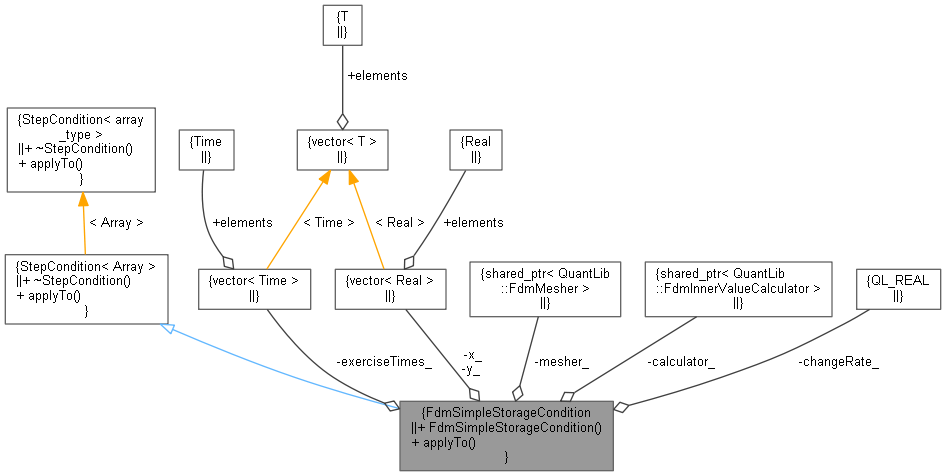 {T
||}
+elements
{StepCondition< array
_type >
||+ ~StepCondition()
+ applyTo()
}
{Time
||}
{vector< T >
||}
{Real
||}
< Array >
+elements
< Time >
< Real >
+elements
{StepCondition< Array >
||+ ~StepCondition()
+ applyTo()
}
{vector< Time >
||}
{vector< Real >
||}
{shared_ptr< QuantLib
::FdmMesher >
||}
{shared_ptr< QuantLib
::FdmInnerValueCalculator >
||}
{QL_REAL
||}
-exerciseTimes_
-x_
-y_
-mesher_
-calculator_
-changeRate_
{FdmSimpleStorageCondition
||+ FdmSimpleStorageCondition()
+ applyTo()
}